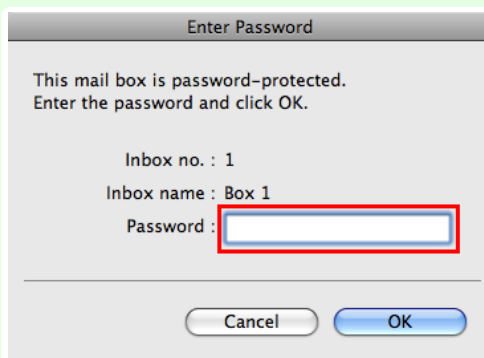 Enter Password
This mail box is password-protected.
Enter the password and click OK.
Inbox no. : 1
Inbox name : Box 1
Password :
Cancel
OK